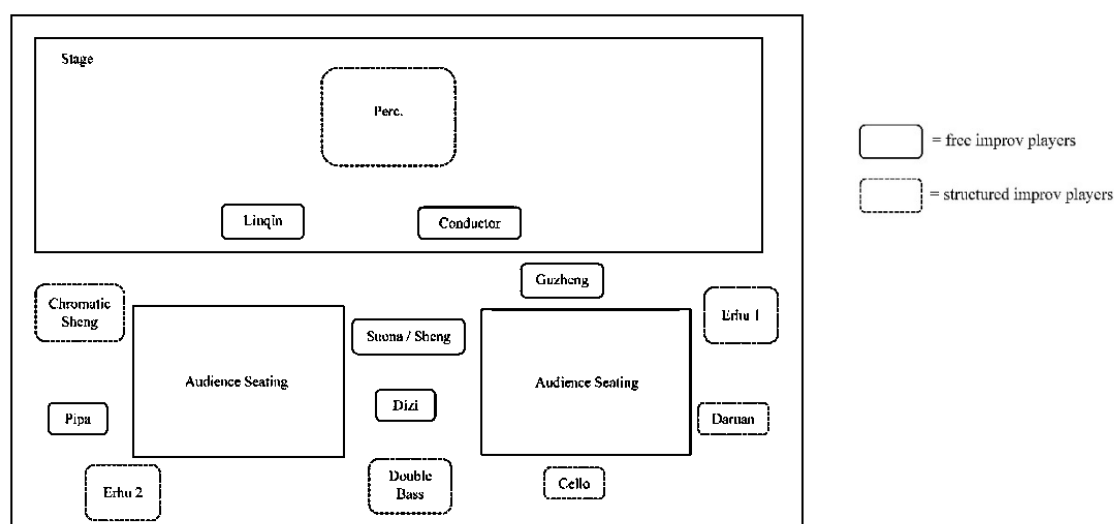 Stage
Perc.
= free improv players
= structured improv players
Liuqin
Conductor
Guzheng
Chromatic
Sheng
Erhu 1
Suona / Sheng
Audience Seating
Audience Seating
Dizi
Pipa
Daruan
Erhu 2
Double
Bass
Cello